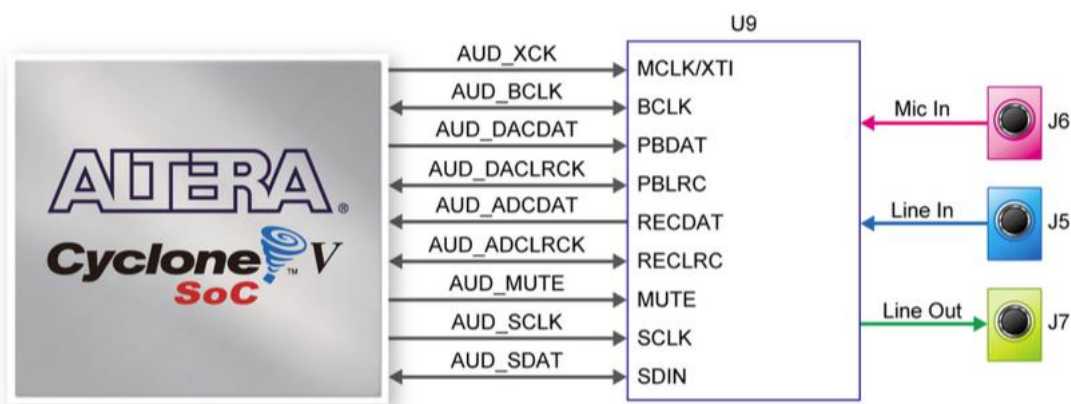 U9
ALTERA®
Cyclone™ V
SoC
AUD_XCK
AUD_BCLK
AUD_DACDAT
AUD_DACLRCK
AUD_ADCDAT
AUD_ADCLRCK
AUD_MUTE
AUD_SCLK
AUD_SDAT
MCLK/XTI
BCLK
PBDAT
PBLRC
RECDAT
RECLRC
MUTE
SCLK
SDIN
Mic In
J6
Line In
J5
Line Out
J7